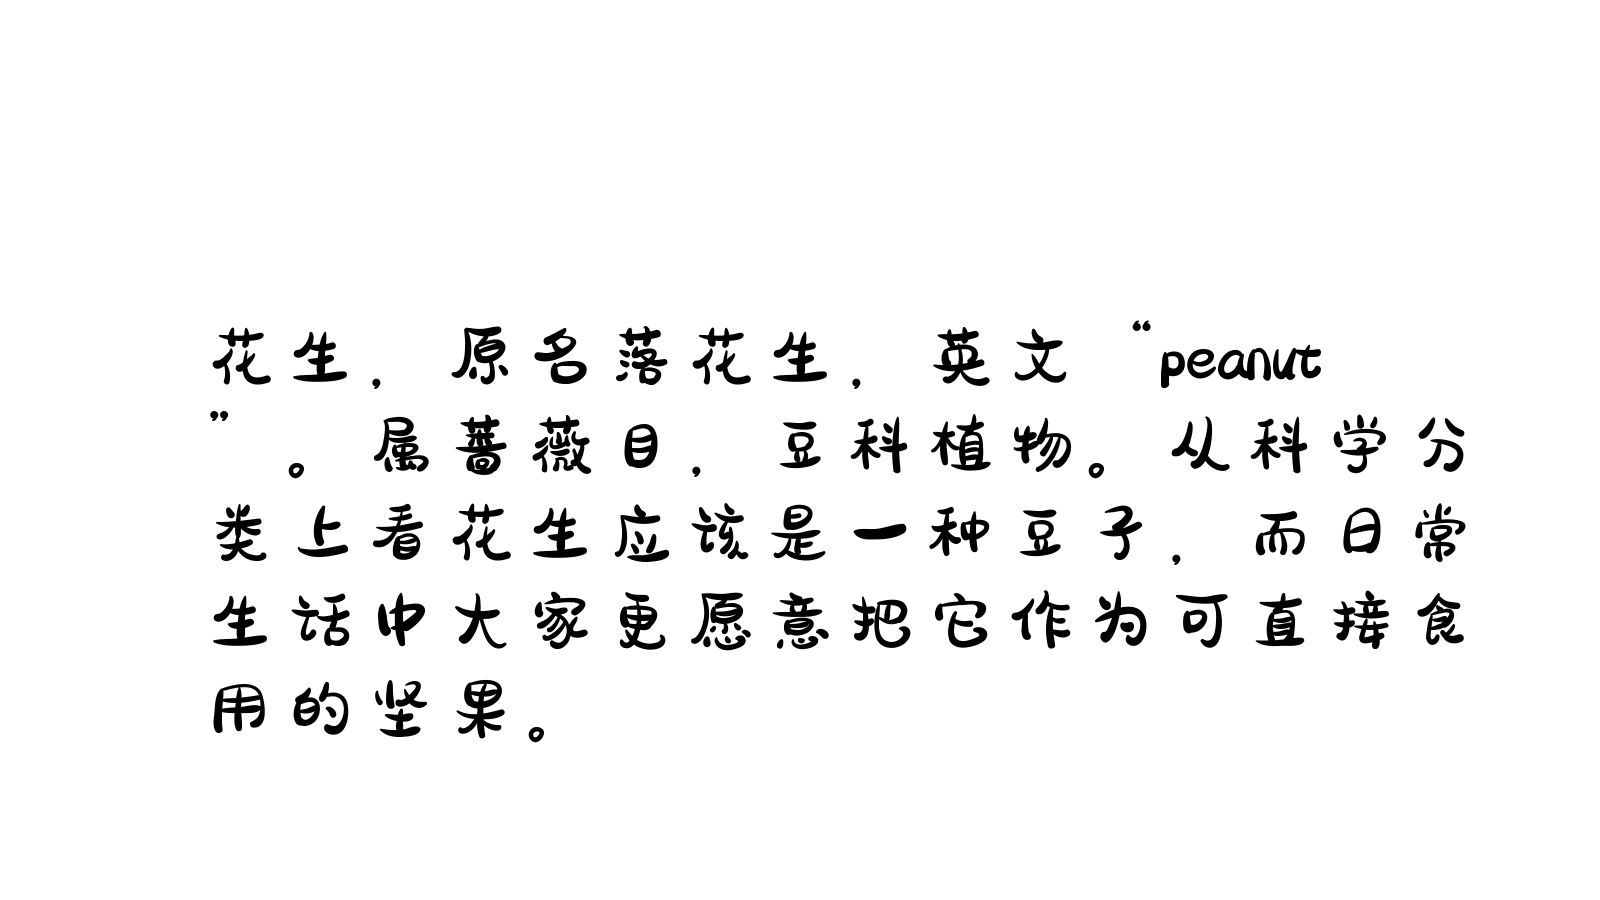 花生，原名落花生，英文“peanut
”。属蔷薇目，豆科植物。从科学分
类上看花生应该是一种豆子，而日常
生活中大家更愿意把它作为可直接食
用的坚果。